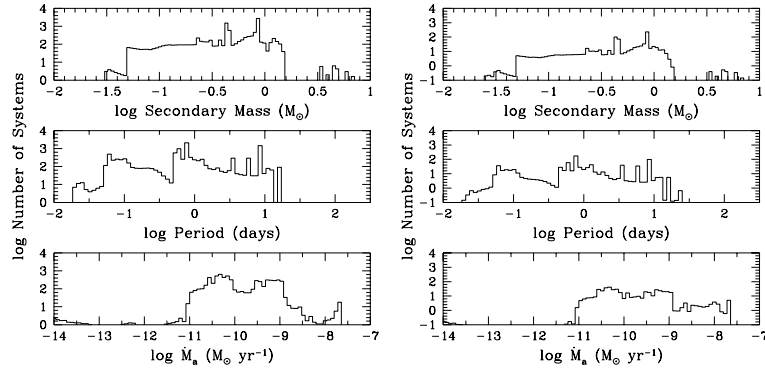 4
3
2
1
0
−2 −1.5 −1 −0.5 0 0.5 1
log Secondary Mass (M⊙)
4
3
2
1
0
−1 0 1 2
log Period (days)
4
3
2
1
0
−14 −13 −12 −11 −10 −9 −8 −7
log Ṁa (M⊙ yr−1)
log Number of Systems
4
3
2
1
0
−1
−2 −1.5 −1 −0.5 0 0.5 1
log Secondary Mass (M⊙)
4
3
2
1
0
−1
−2 −1 0 1 2
log Period (days)
4
3
2
1
0
−1
−14 −13 −12 −11 −10 −9 −8 −7
log Ṁa (M⊙ yr−1)
log Number of Systems